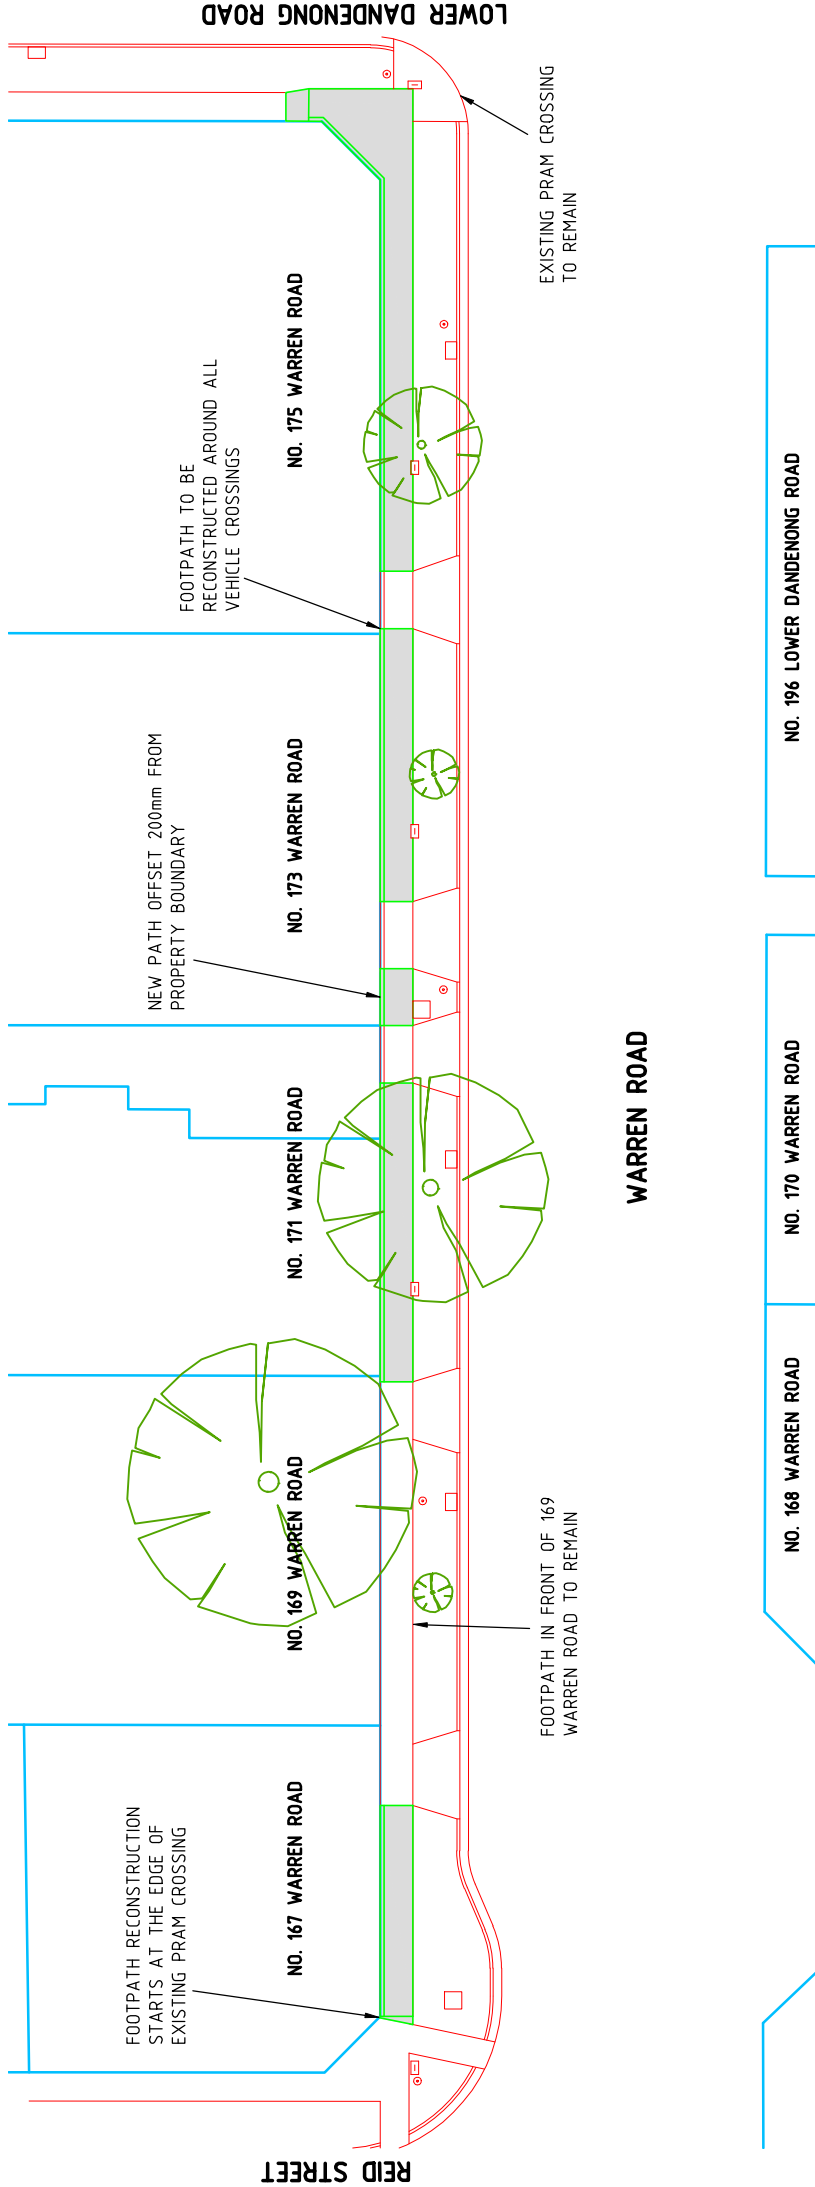 LOWER DANDENONG ROAD
EXISTING PRAM CROSSING
TO REMAIN
NO. 175 WARREN ROAD
FOOTPATH TO BE
RECONSTRUCTED AROUND ALL
VEHICLE CROSSINGS
NO. 196 LOWER DANDENONG ROAD
NEW PATH OFFSET 200mm FROM
PROPERTY BOUNDARY
NO. 173 WARREN ROAD
WARREN ROAD
NO. 171 WARREN ROAD
NO. 170 WARREN ROAD
NO. 169 WARREN ROAD
NO. 168 WARREN ROAD
FOOTPATH IN FRONT OF 169
WARREN ROAD TO REMAIN
FOOTPATH RECONSTRUCTION
STARTS AT THE EDGE OF
EXISTING PRAM CROSSING
NO. 167 WARREN ROAD
REID STREET